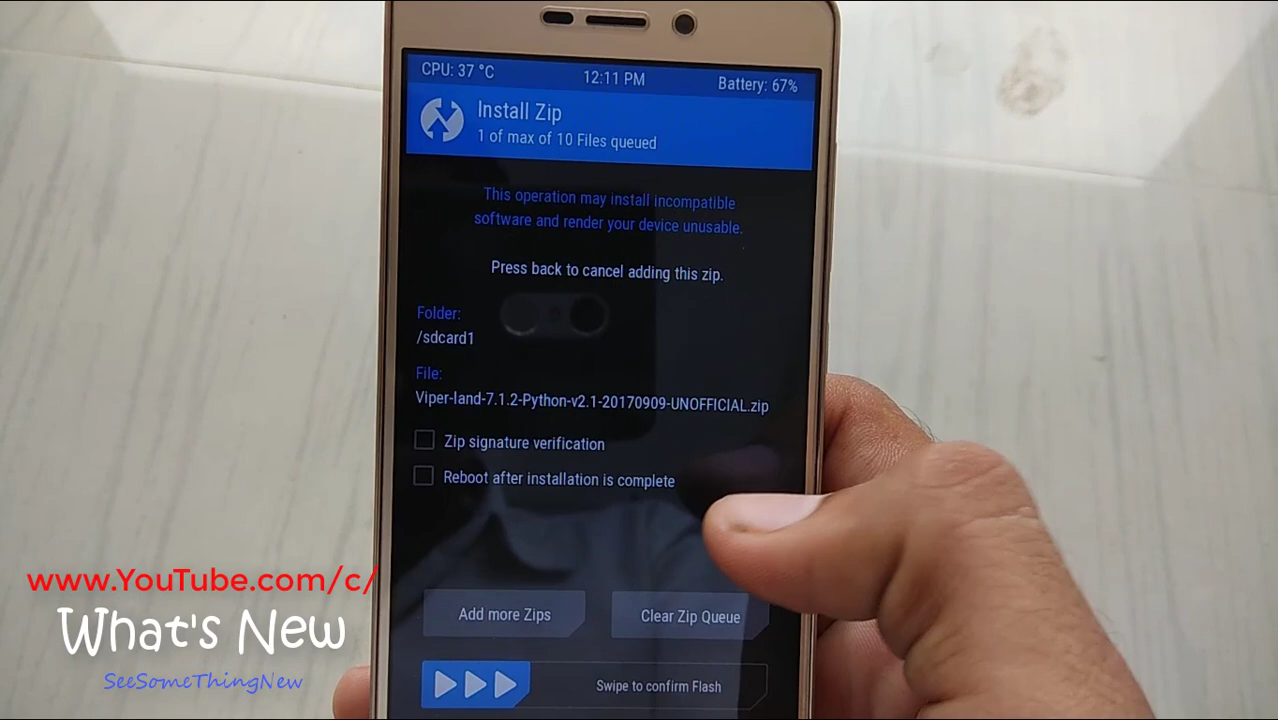 CPU: 37 °C 12:11 PM Battery: 67%
Install Zip
1 of max of 10 Files queued
This operation may install incompatible
software and render your device unusable.
Press back to cancel adding this zip.
Folder:
/sdcard1
File:
Viper-land-7.1.2-Python-v2.1-20170909-UNOFFICIAL.zip
Zip signature verification
Reboot after installation is complete
Add more Zips Clear Zip Queue
Swipe to confirm Flash
www.YouTube.com/c/
What's New
SeeSomeThingNew